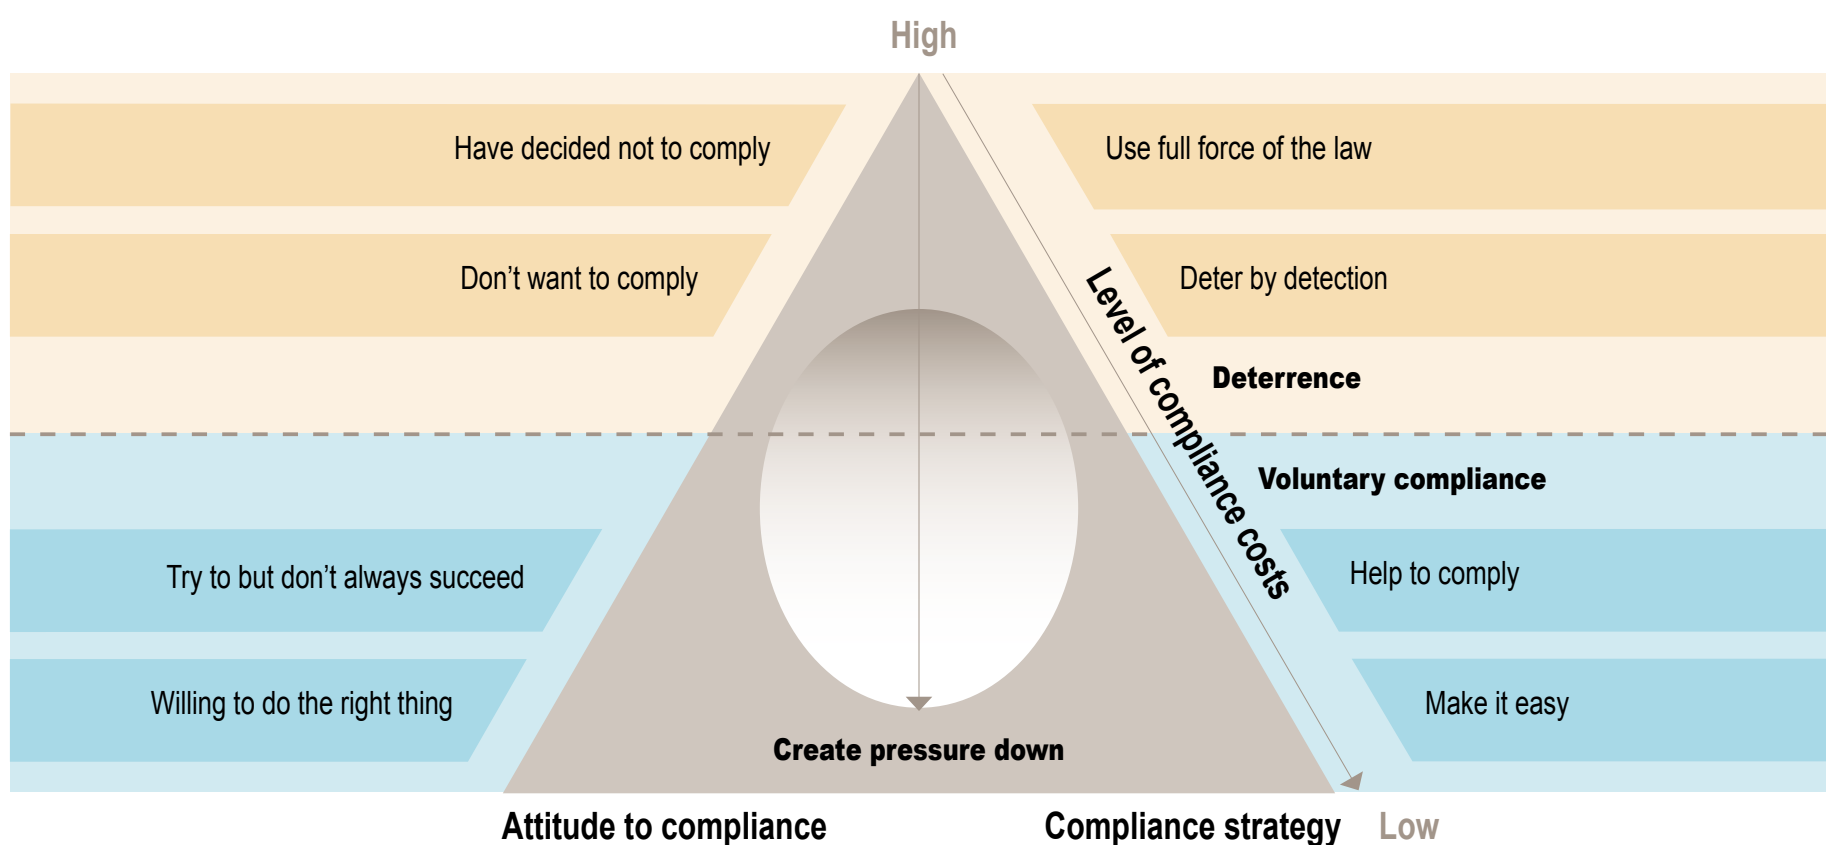 High
Have decided not to comply
Use full force of the law
Don't want to comply
Deter by detection
Level of compliance costs
Deterrence
Voluntary compliance
Try to but don't always succeed
Help to comply
Willing to do the right thing
Make it easy
Create pressure down
Attitude to compliance
Compliance strategy
Low